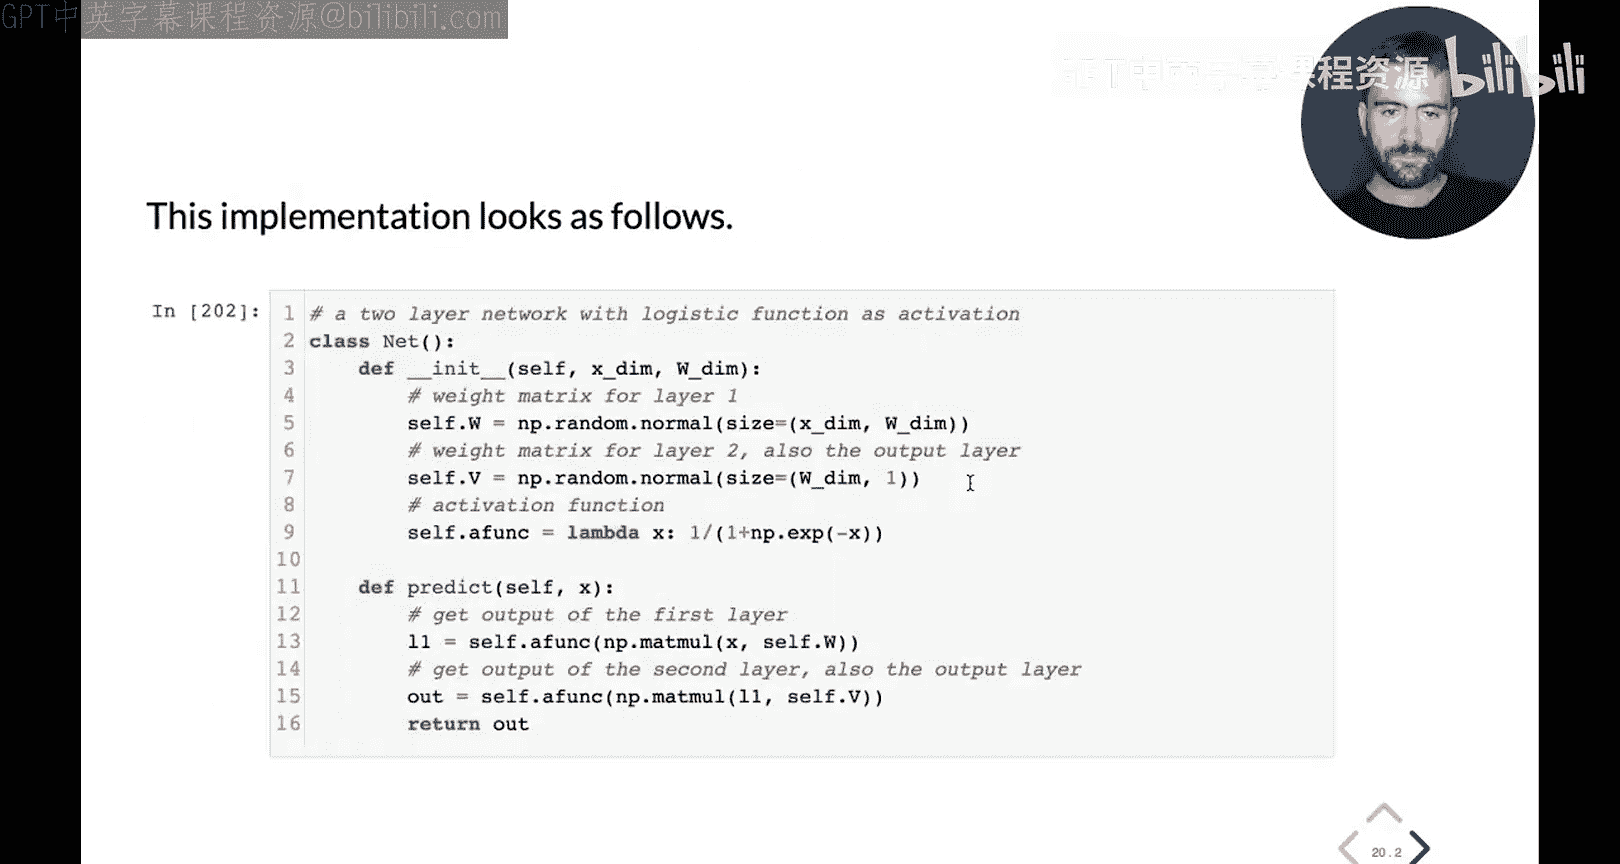 GPT中英字幕课程资源@bilibili.com
课程资源 bilibili
This implementation looks as follows.
In [202]:
1 # a two layer network with logistic function as activation
2 class Net():
3     def __init__(self, x_dim, W_dim):
4         # weight matrix for layer 1
5         self.W = np.random.normal(size=(x_dim, W_dim))
6         # weight matrix for layer 2, also the output layer
7         self.V = np.random.normal(size=(W_dim, 1))
8         # activation function
9         self.afunc = lambda x: 1/(1+np.exp(-x))
10
11     def predict(self, x):
12         # get output of the first layer
13         l1 = self.afunc(np.matmul(x, self.W))
14         # get output of the second layer, also the output layer
15         out = self.afunc(np.matmul(l1, self.V))
16         return out
20.2